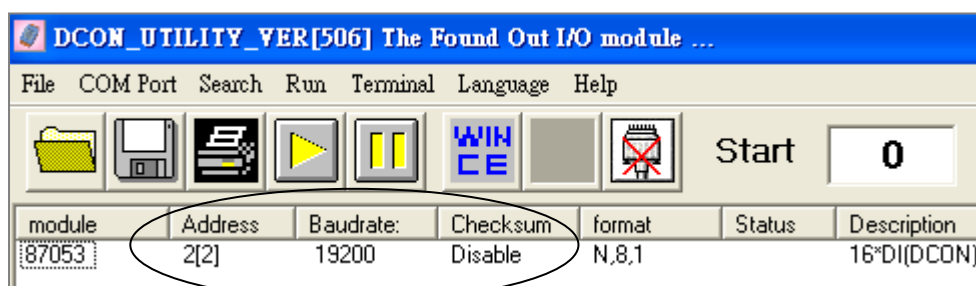 DCON_UTILITY_VER[506] The Found Out I/O module ...
File COM Port Search Run Terminal Language Help
WIN CE Start 0
module Address Baudrate: Checksum format Status Description
87053 2[2] 19200 Disable N,8,1 16*DI(DCON)